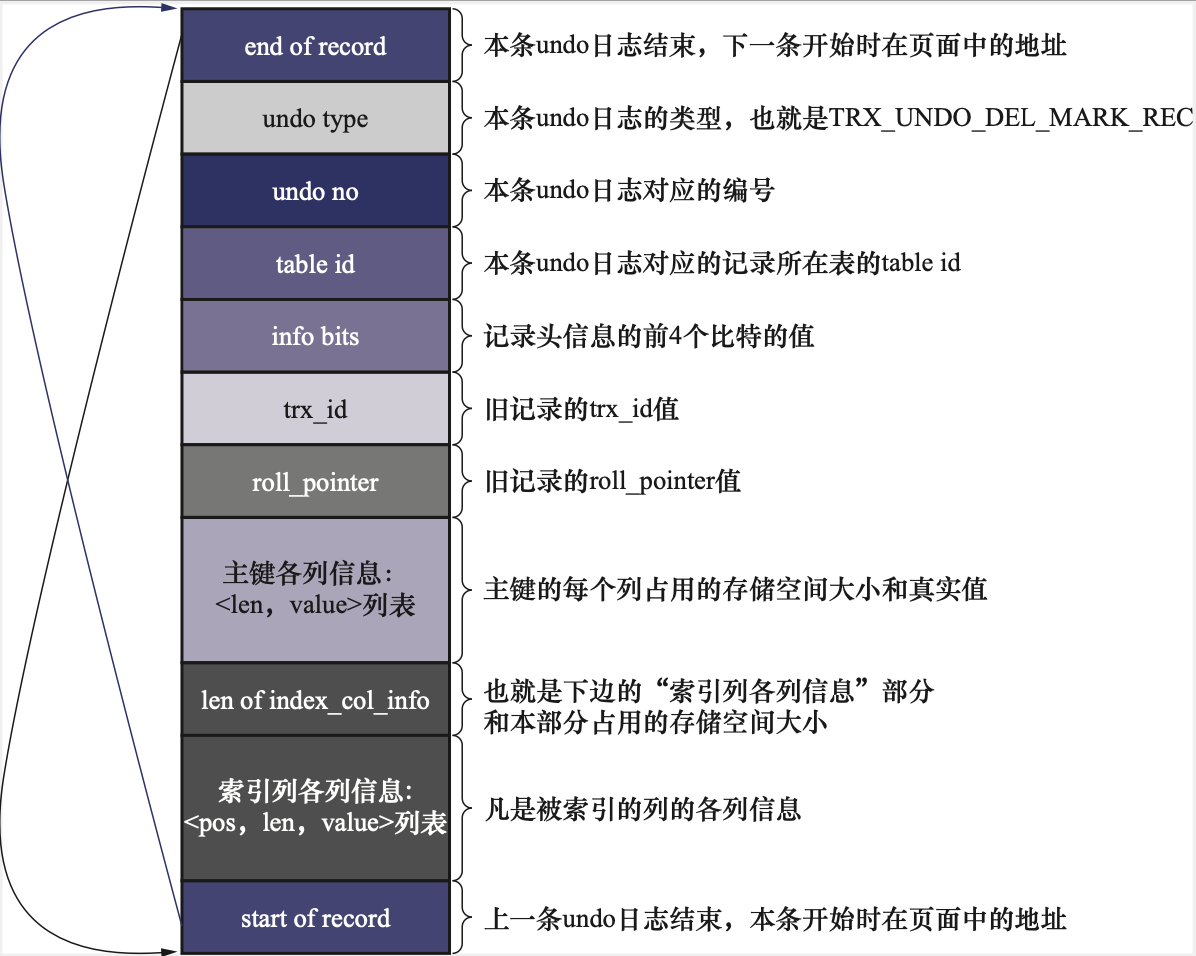 end of record
本条undo日志结束，下一条开始时在页面中的地址
undo type
本条undo日志的类型，也就是TRX_UNDO_DEL_MARK_REC
undo no
本条undo日志对应的编号
table id
本条undo日志对应的记录所在表的table id
info bits
记录头信息的前4个比特的值
trx_id
旧记录的trx_id值
roll_pointer
旧记录的roll_pointer值
主键各列信息：
<len，value>列表
主键的每个列占用的存储空间大小和真实值
len of index_col_info
也就是下边的“索引列各列信息”部分
和本部分占用的存储空间大小
索引列各列信息：
<pos，len，value>列表
凡是被索引的列的各列信息
start of record
上一条undo日志结束，本条开始时在页面中的地址